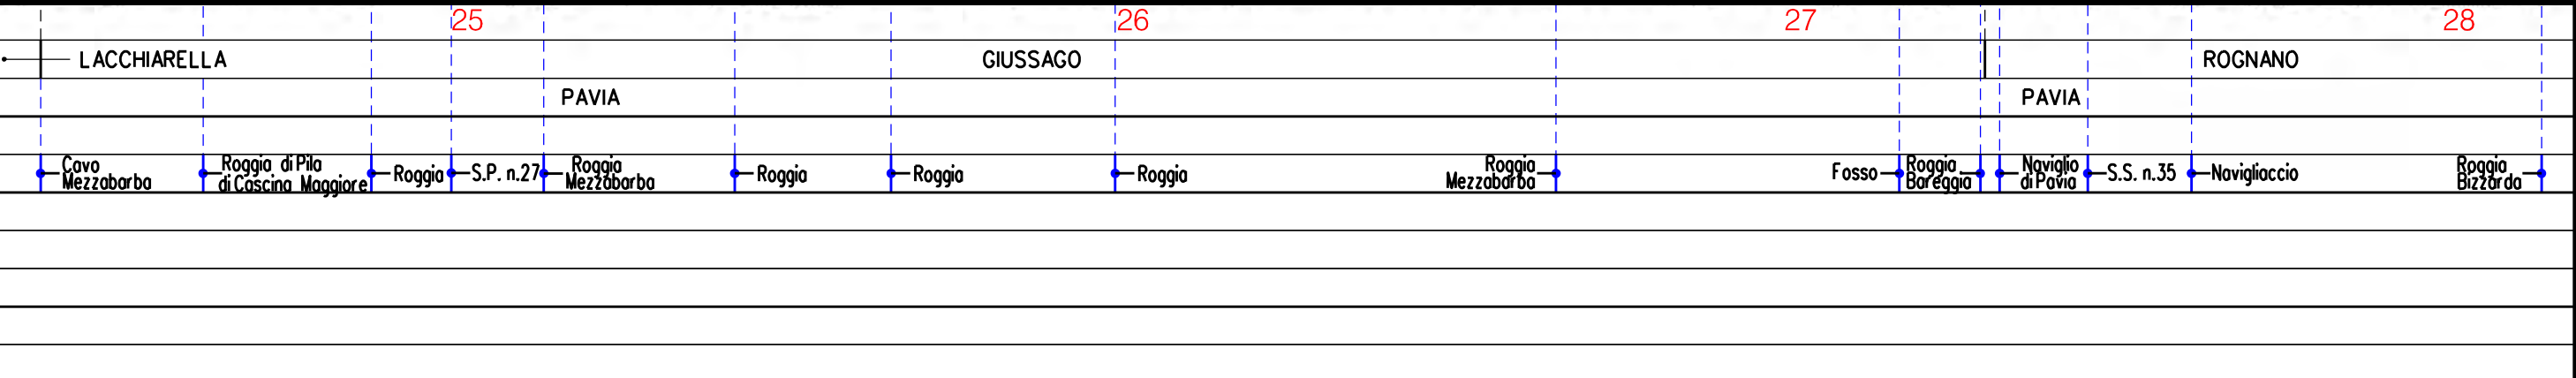 25 26 27 28
LACCHIARELLA GIUSSAGO ROGNANO
PAVIA PAVIA
Cavo
Mezzabarba
Roggia di Pila
di Cascina Maggiore
Roggia
S.P. n.27
Roggia
Mezzabarba
Roggia
Roggia
Roggia
Roggia
Mezzabarba
Fosso
Roggia
Bareggia
Naviglio
di Pavia
S.S. n.35
Navigliaccio
Roggia
Bizzarda